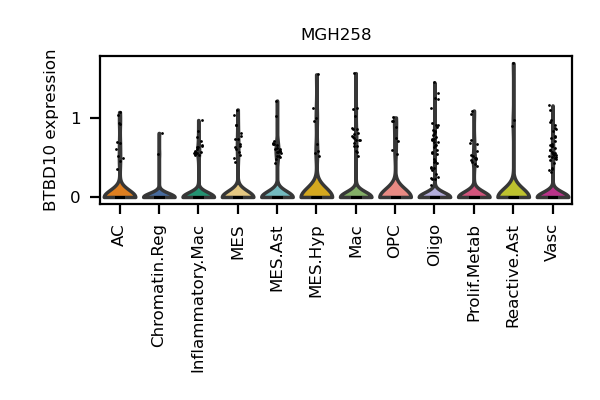 MGH258
BTBD10 expression
1
0
AC
Chromatin.Reg
Inflammatory.Mac
MES
MES.Ast
MES.Hyp
Mac
OPC
Oligo
Prolif.Metab
Reactive.Ast
Vasc